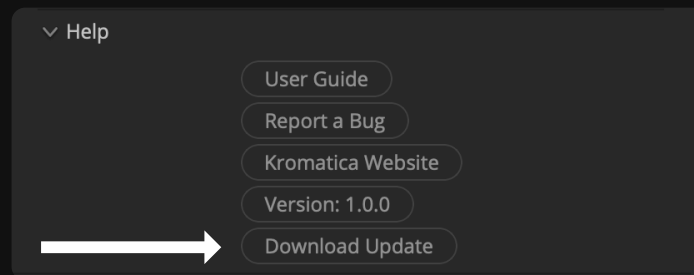 Help
User Guide
Report a Bug
Kromatica Website
Version: 1.0.0
Download Update